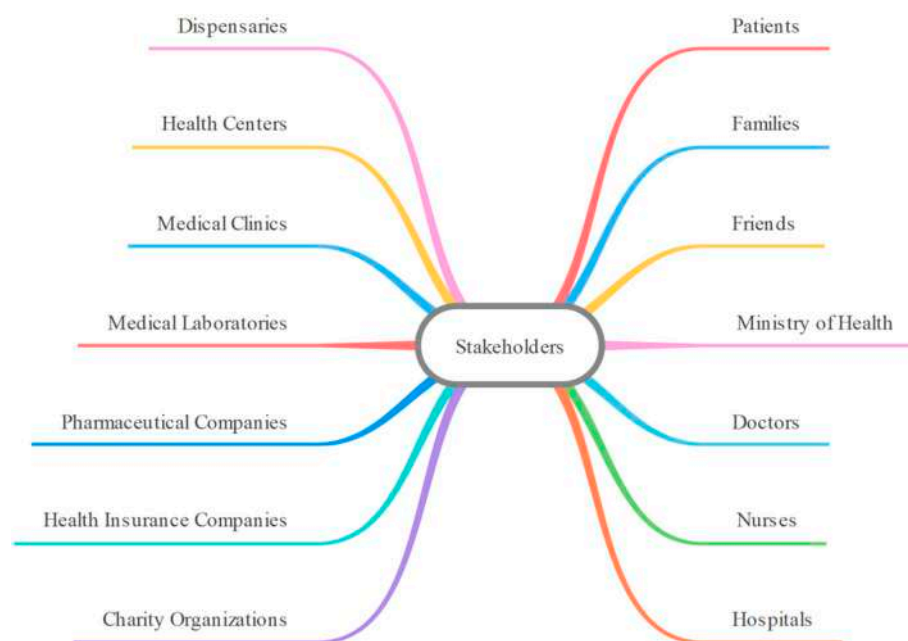 Dispensaries
Health Centers
Medical Clinics
Medical Laboratories
Pharmaceutical Companies
Health Insurance Companies
Charity Organizations
Stakeholders
Patients
Families
Friends
Ministry of Health
Doctors
Nurses
Hospitals